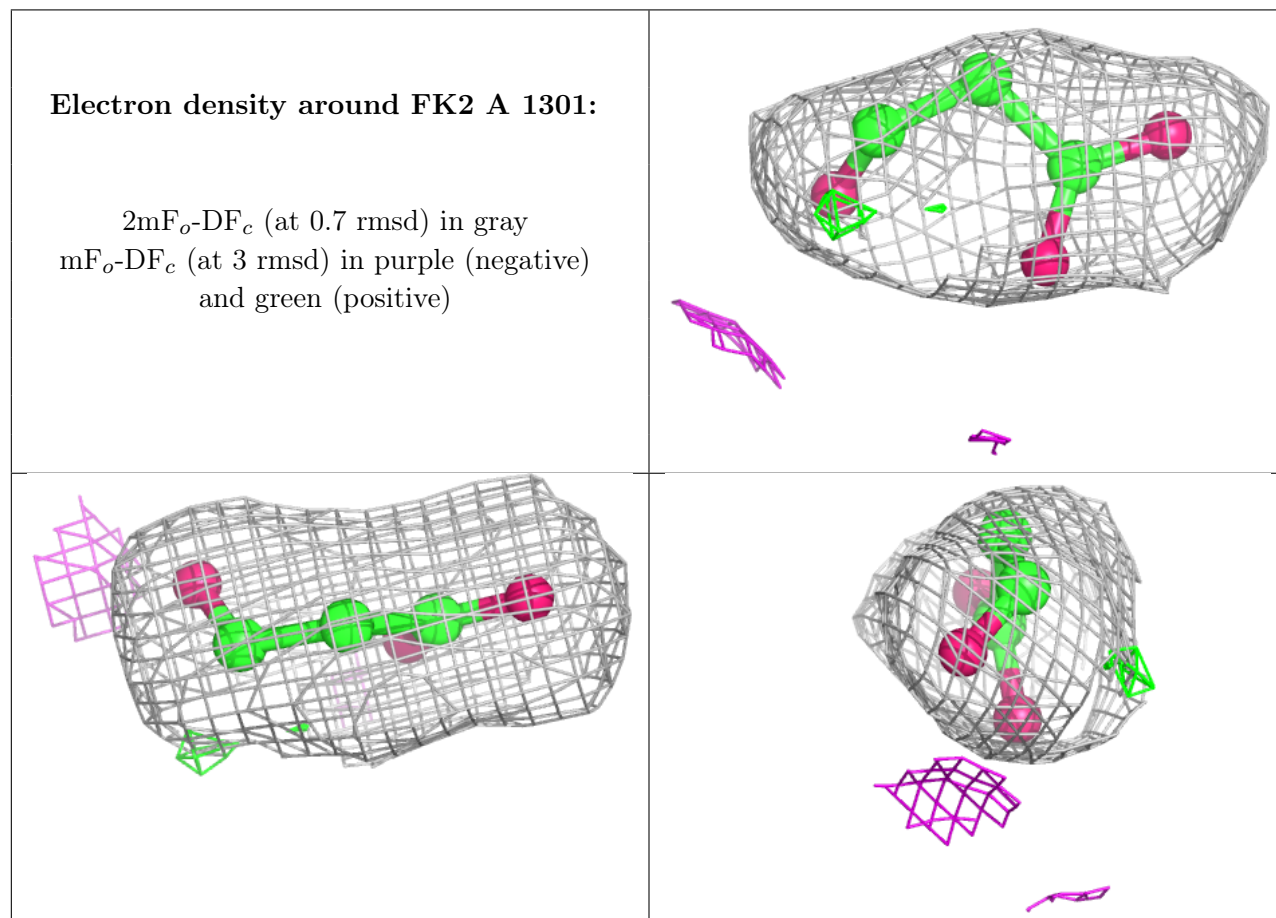 Electron density around FK2 A 1301:
2mFₒ-DF𝒸 (at 0.7 rmsd) in gray
mFₒ-DF𝒸 (at 3 rmsd) in purple (negative)
and green (positive)